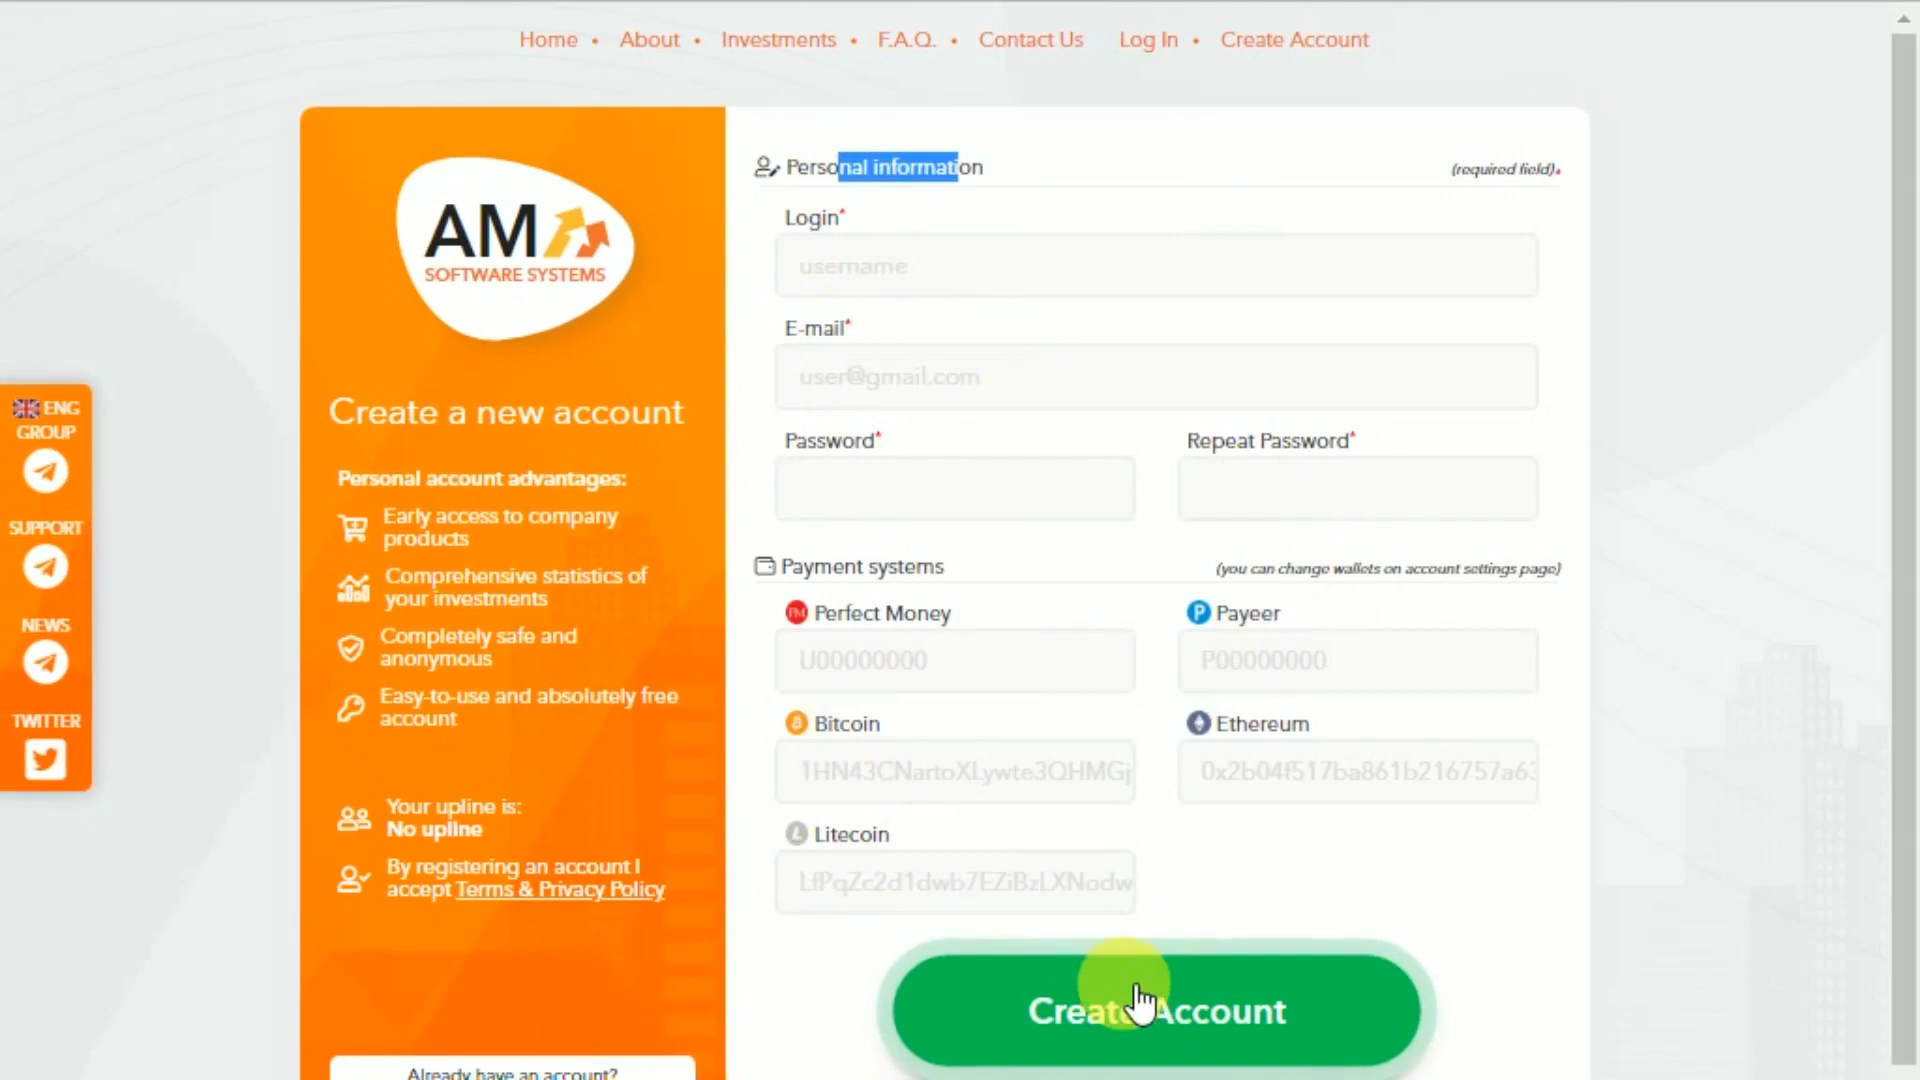 Home • About • Investments • F.A.Q. • Contact Us Log In • Create Account
AM
SOFTWARE SYSTEMS
Create a new account
Personal account advantages:
Early access to company
products
Comprehensive statistics of
your investments
Completely safe and
anonymous
Easy-to-use and absolutely free
account
Your upline is:
No upline
By registering an account I
accept Terms & Privacy Policy
Already have an account?
ENG
GROUP
SUPPORT
NEWS
TWITTER
Personal information (required field)*
Login*
username
E-mail*
user@gmail.com
Password* Repeat Password*
Payment systems (you can change wallets on account settings page)
PM Perfect Money P Payeer
U00000000 P00000000
Bitcoin Ethereum
1HN43CNartoXLywte3QHMGj 0x2b04f517ba861b216757a63
Litecoin
LfPqZc2d1dwb7EZiBzLXNodw
Create Account